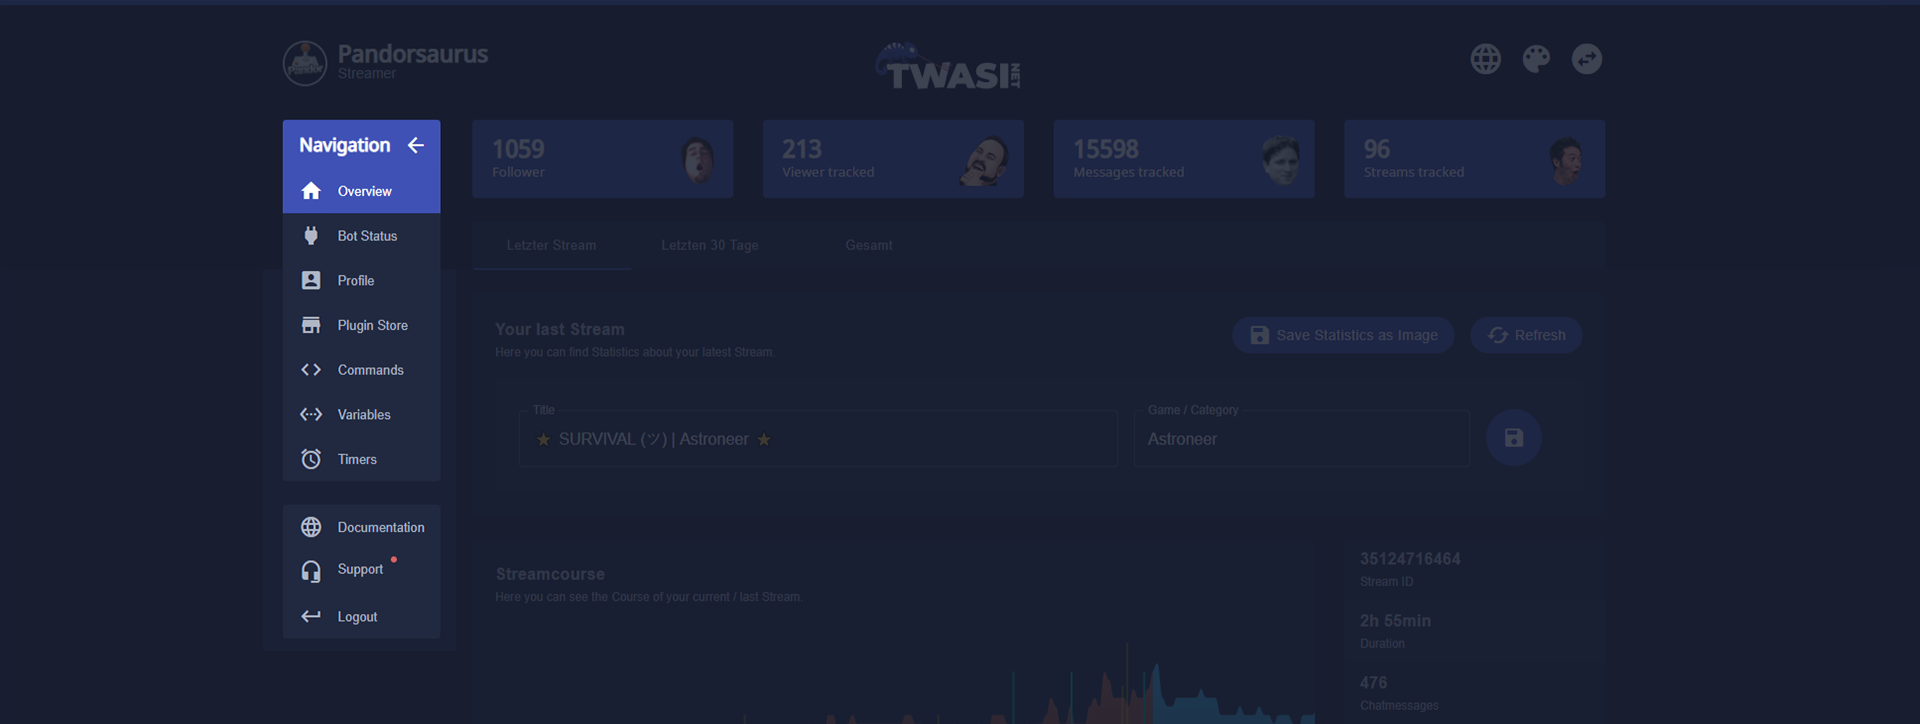 Pandorsaurus
Streamer
TWASI NET
Navigation
Overview
Bot Status
Profile
Plugin Store
Commands
Variables
Timers
Documentation
Support
Logout
1059
Follower
213
Viewer tracked
15598
Messages tracked
96
Streams tracked
Letzter Stream
Letzten 30 Tage
Gesamt
Your last Stream
Here you can find Statistics about your latest Stream.
Save Statistics as Image
Refresh
Title
★ SURVIVAL (ツ) | Astroneer ★
Game / Category
Astroneer
Streamcourse
Here you can see the Course of your current / last Stream.
35124716464
Stream ID
2h 55min
Duration
476
Chatmessages